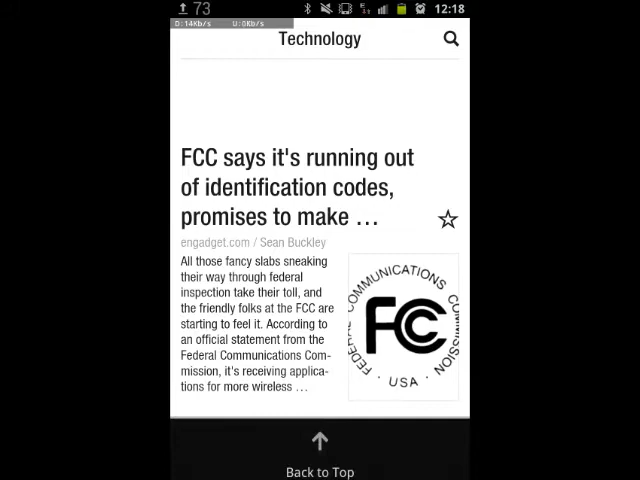 73 12:18
D:14Kb/s U:0Kb/s
Technology
FCC says it's running out
of identification codes,
promises to make …
engadget.com / Sean Buckley
All those fancy slabs sneaking
their way through federal
inspection take their toll, and
the friendly folks at the FCC are
starting to feel it. According to
an official statement from the
Federal Communications Com-
mission, it's receiving applica-
tions for more wireless …
FEDERAL COMMUNICATIONS COMMISSION
FCC
· USA ·
Back to Top